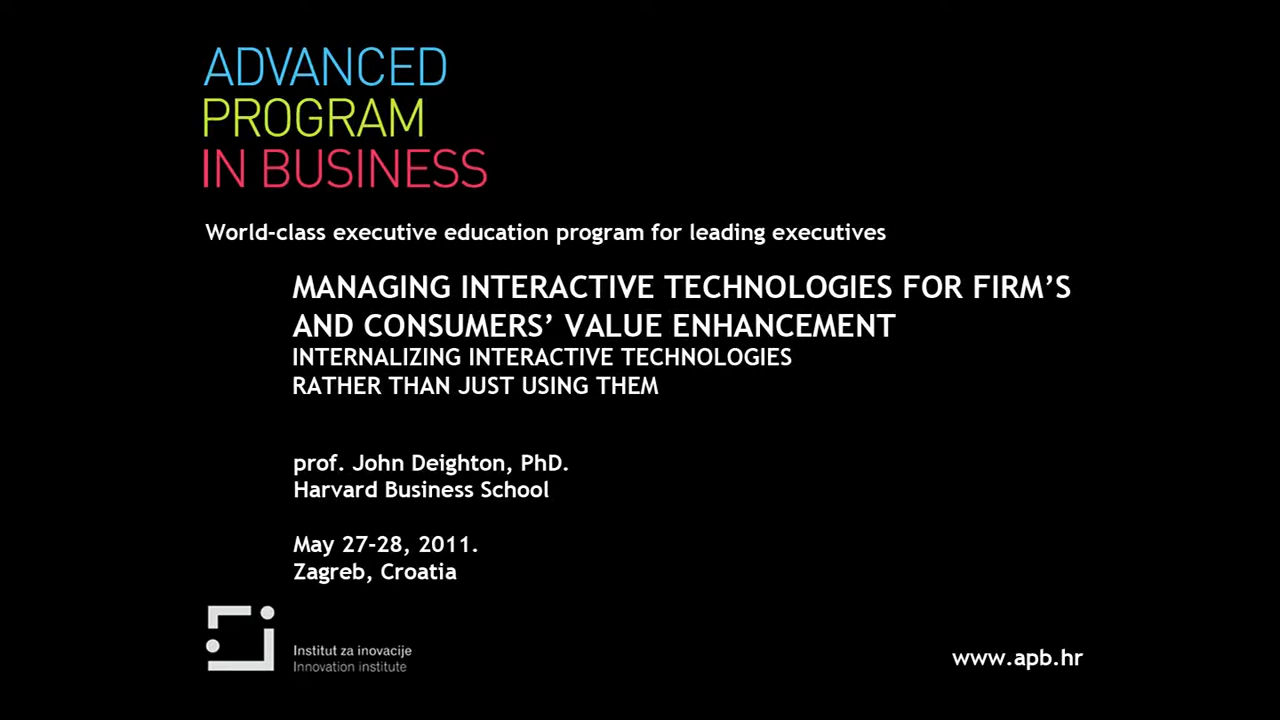 ADVANCED
PROGRAM
IN BUSINESS
World-class executive education program for leading executives
MANAGING INTERACTIVE TECHNOLOGIES FOR FIRM’S
AND CONSUMERS’ VALUE ENHANCEMENT
INTERNALIZING INTERACTIVE TECHNOLOGIES
RATHER THAN JUST USING THEM
prof. John Deighton, PhD.
Harvard Business School
May 27-28, 2011.
Zagreb, Croatia
Institut za inovacije
Innovation institute
www.apb.hr